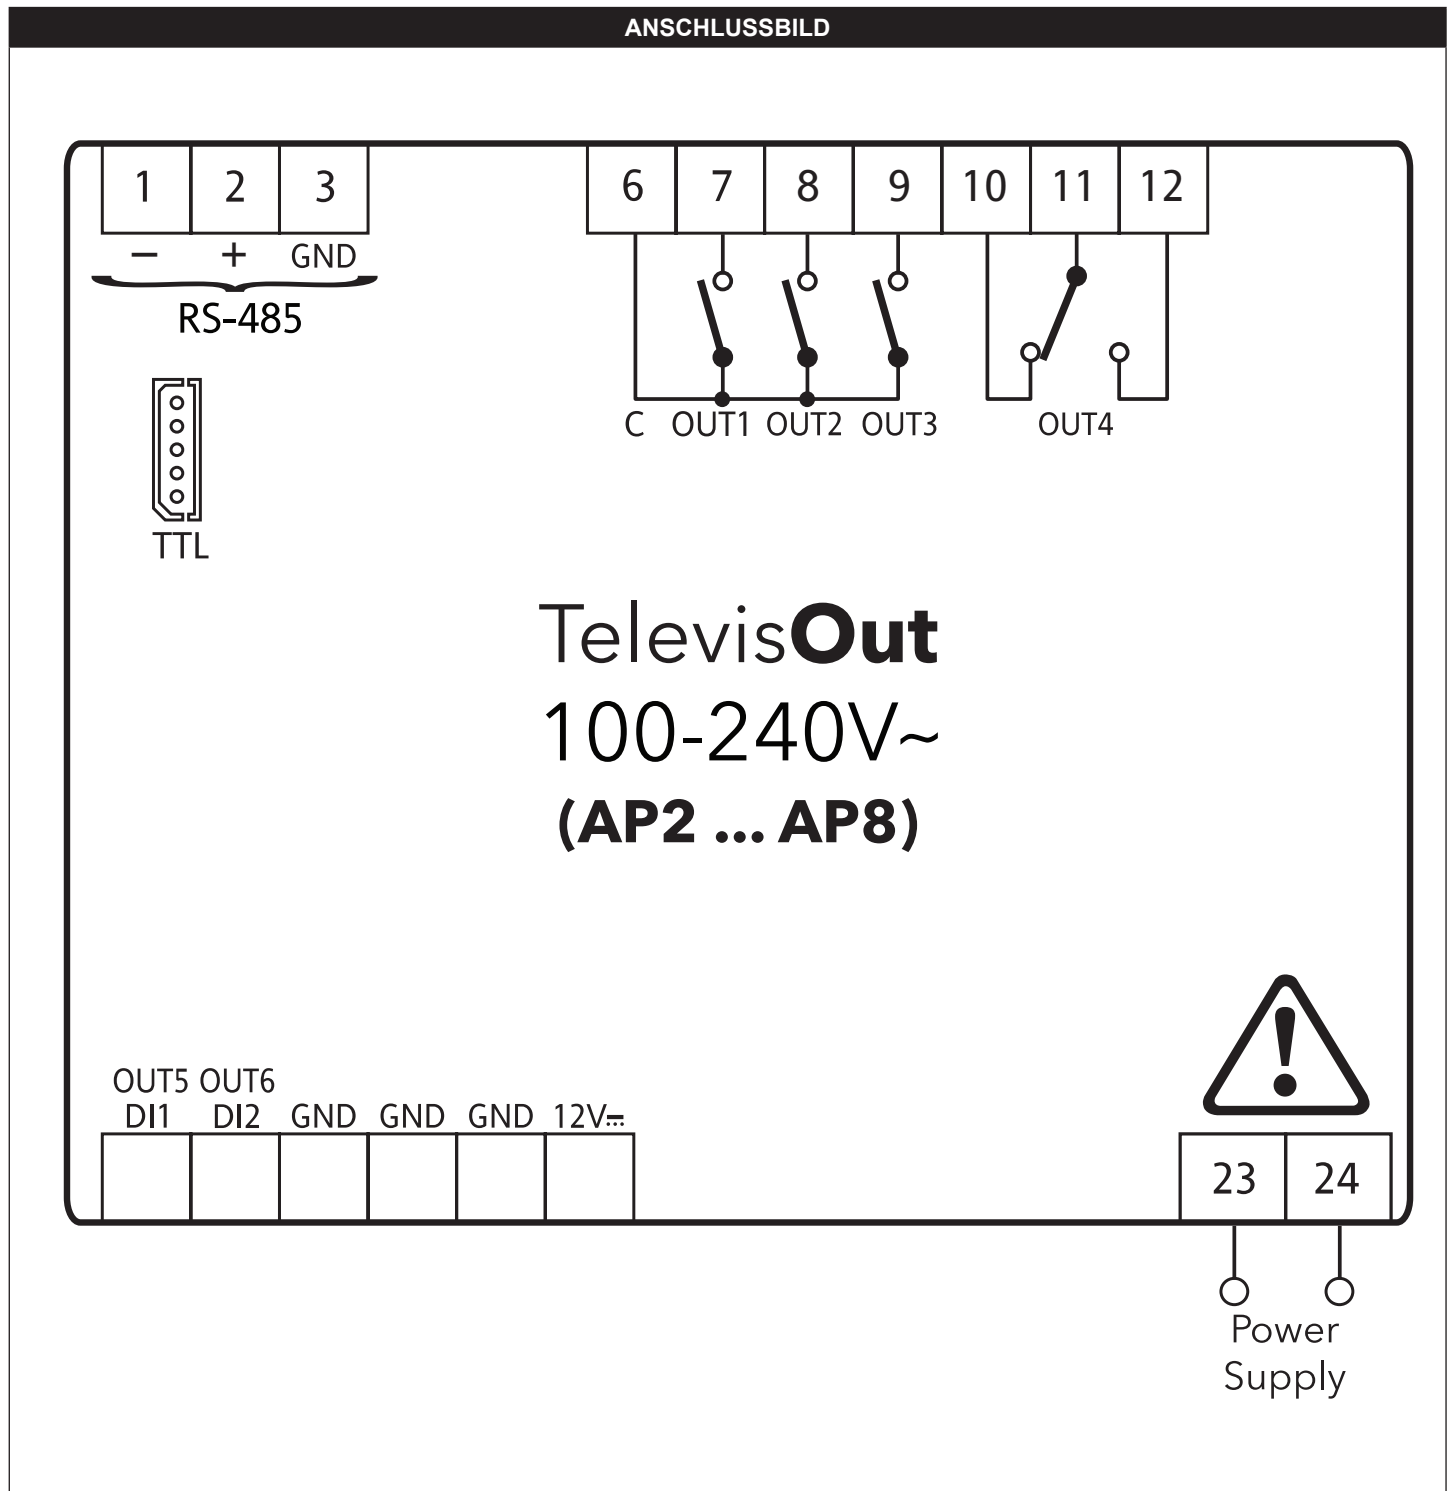 ANSCHLUSSBILD
1 2 3
6 7 8 9 10 11 12
− + GND
RS-485
C OUT1 OUT2 OUT3 OUT4
TTL
TelevisOut
100-240V~
(AP2 ... AP8)
OUT5 OUT6
DI1 DI2 GND GND GND 12V⎓
23 24
Power
Supply